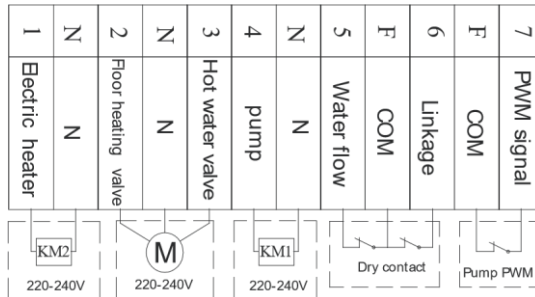 1 N 2 N 3 4 N 5 F 6 F 7
Electric heater
N
Floor heating valve
N
Hot water valve
pump
N
Water flow
COM
Linkage
COM
PWM signal
KM2 M KM1
Dry contact Pump PWM
220-240V 220-240V 220-240V